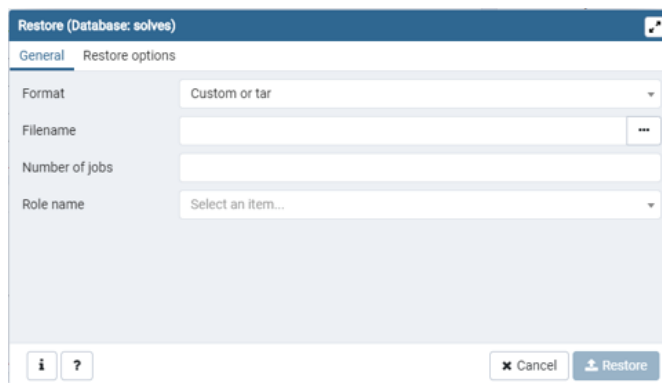 Restore (Database: solves)
General Restore options
Format Custom or tar
Filename
Number of jobs
Role name Select an item...
i ? Cancel Restore